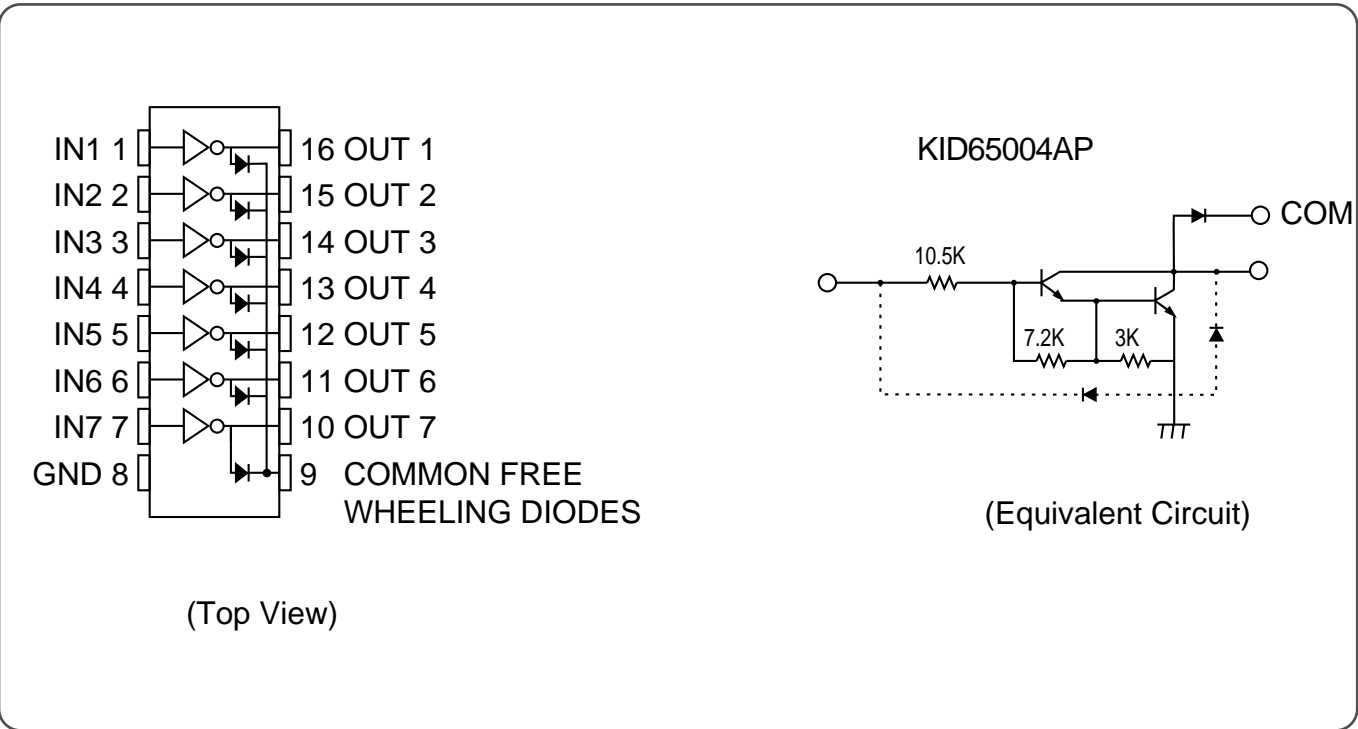 IN1 1
16 OUT 1
IN2 2
15 OUT 2
IN3 3
14 OUT 3
IN4 4
13 OUT 4
IN5 5
12 OUT 5
IN6 6
11 OUT 6
IN7 7
10 OUT 7
GND 8
9 COMMON FREE
WHEELING DIODES
(Top View)
KID65004AP
COM
10.5K
7.2K
3K
(Equivalent Circuit)